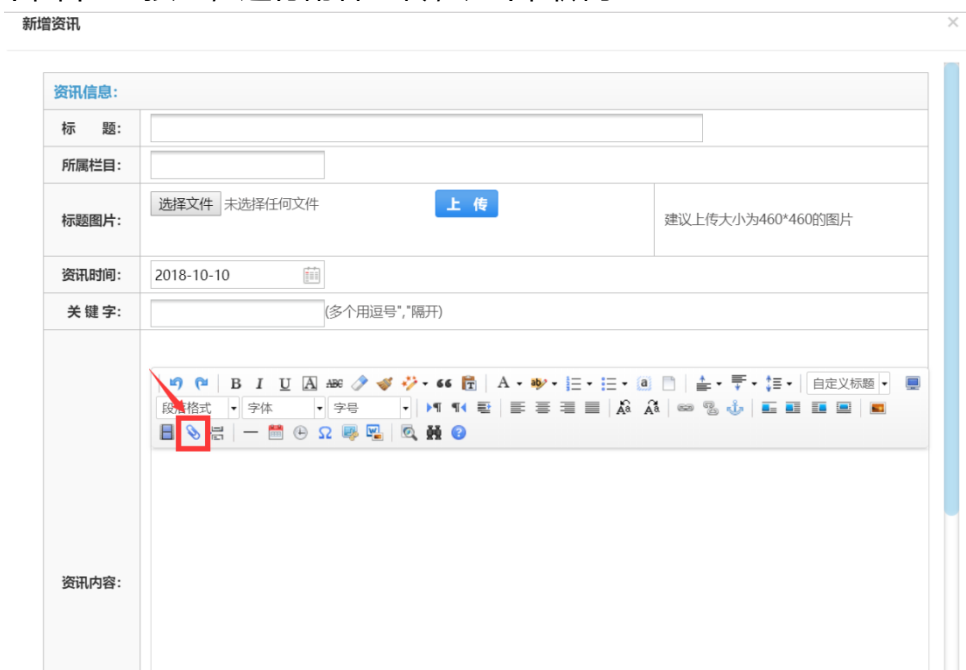 新增资讯
资讯信息:
标 题:
所属栏目:
标题图片: 选择文件 未选择任何文件 上 传 建议上传大小为460*460的图片
资讯时间: 2018-10-10
关 键 字: (多个用逗号","隔开)
B I U A ABC A 自定义标题
段落格式 字体 字号
资讯内容: